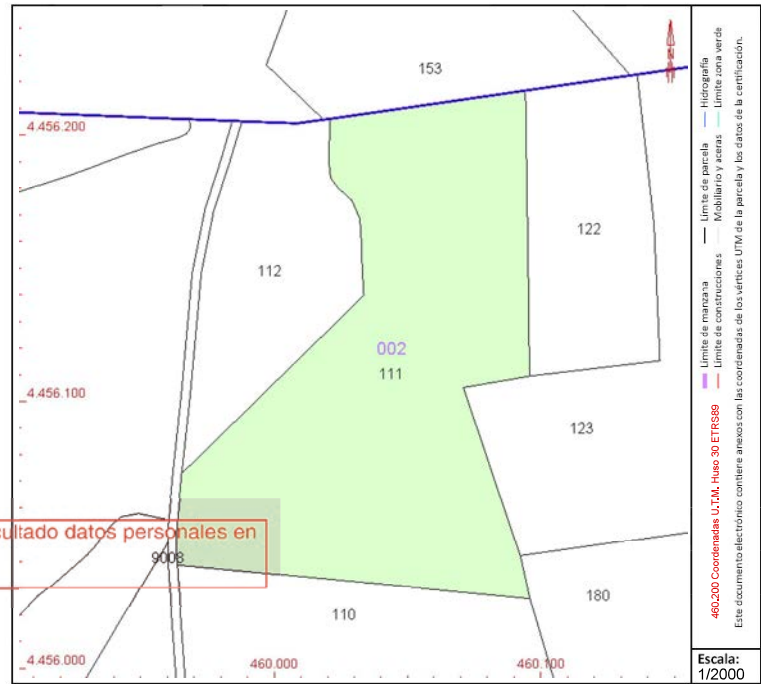 153
4.456.200
122
112
002
111
4.456.100
123
cultado datos personales en
9008
180
110
4.456.000
460.000
460.100
460.200 Coordenadas U.T.M. Huso 30 ETRS89
Límite de manzana
Límite de construcciones
Límite de parcela
Mobiliario y aceras
Hidrografía
Límite zona verde
Este documento electrónico contiene anexos con las coordenadas de los vértices UTM de la parcela y los datos de la certificación.
Escala:
1/2000